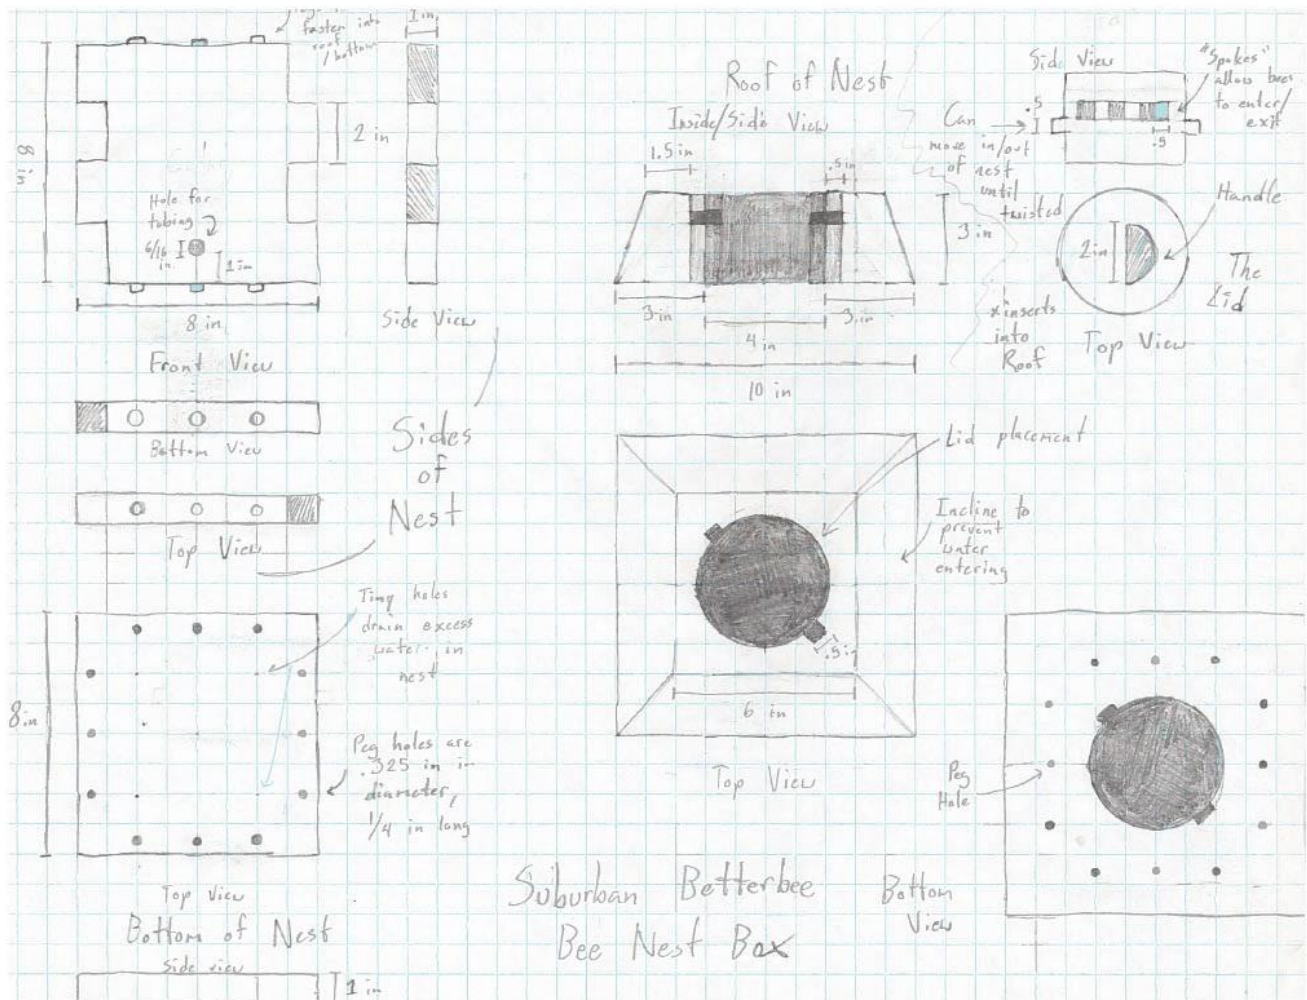 faster into
roof
/bottom
1 in
8 in
2 in
Hole for
tubing
6/16
in.
1 in
8 in
Front View
Side View
Bottom View
Top View
Sides
of
Nest
Tiny holes
drain excess
water in
nest
8 in
Peg holes are
.325 in in
diameter,
1/4 in long
Top View
Bottom of Nest
Side view
1 in
Roof of Nest
Inside/Side View
1.5 in
.5 in
3 in
3 in
4 in
3 in
10 in
Lid placement
Incline to
prevent
water
entering
.5 in
6 in
Top View
Suburban Betterbee
Bee Nest Box
Side View
"Spokes"
allow bees
to enter/
exit
.5
.5
Can
move in/out
of nest
until
twisted
Handle
2 in
The
Lid
*inserts
into
Roof
Top View
Peg
Hole
Bottom
View